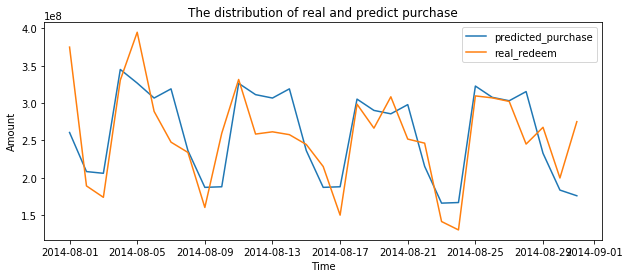 The distribution of real and predict purchase
1e8
predicted_purchase
real_redeem
4.0
3.5
3.0
2.5
2.0
1.5
Amount
2014-08-01 2014-08-05 2014-08-09 2014-08-13 2014-08-17 2014-08-21 2014-08-25 2014-08-29 2014-09-01
Time